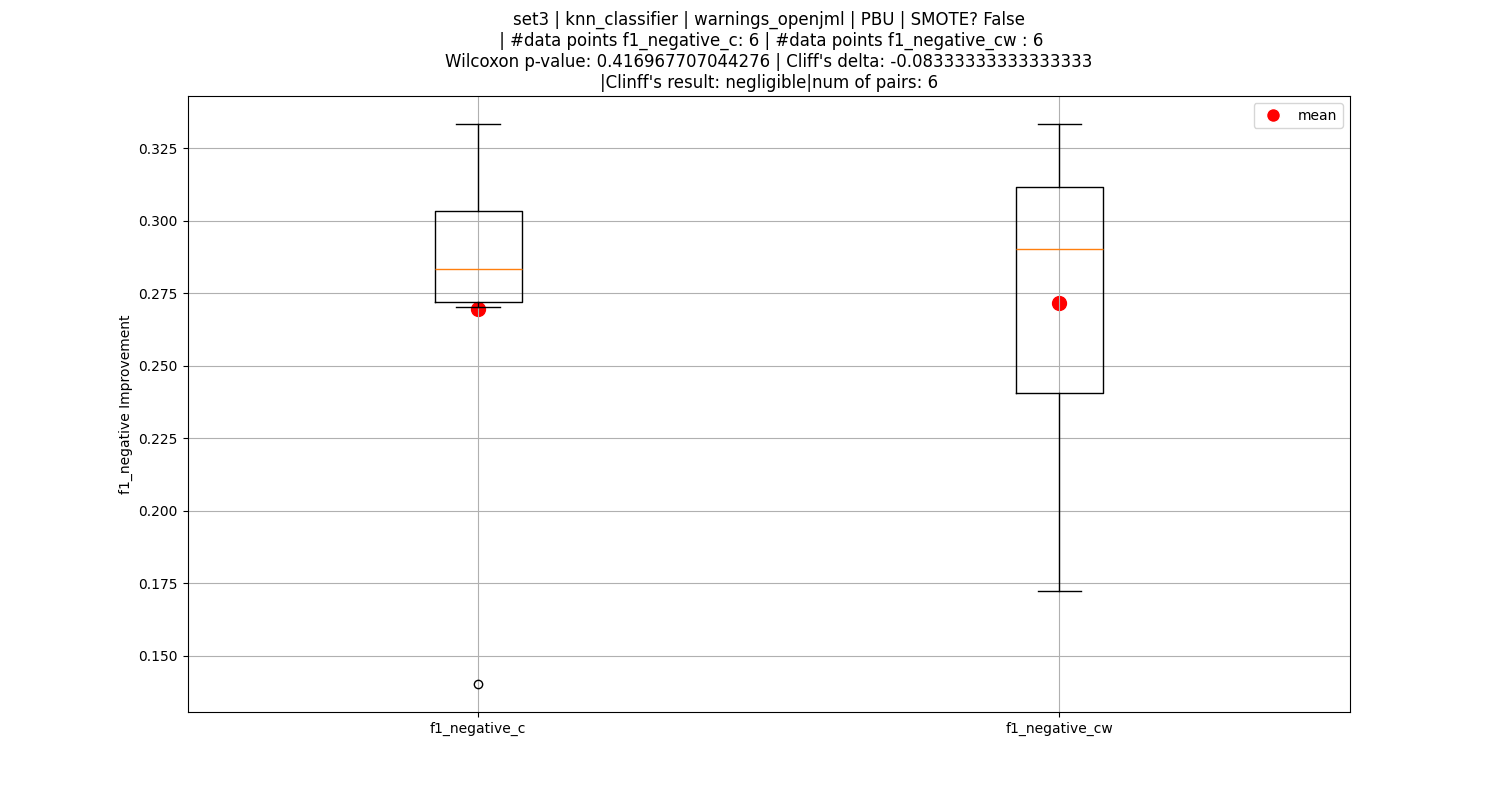 set3 | knn_classifier | warnings_openjml | PBU | SMOTE? False
| #data points f1_negative_c: 6 | #data points f1_negative_cw : 6
Wilcoxon p-value: 0.416967707044276 | Cliff's delta: -0.08333333333333333
|Clinff's result: negligible|num of pairs: 6
mean
0.325
0.300
0.275
0.250
0.225
0.200
0.175
0.150
f1_negative Improvement
f1_negative_c
f1_negative_cw